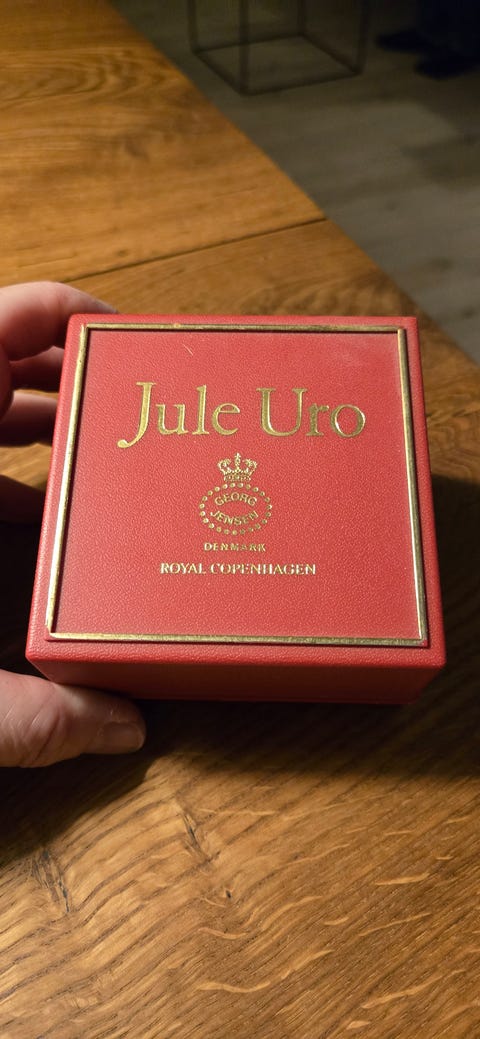 Jule Uro
GEORG
JENSEN
DENMARK
ROYAL COPENHAGEN